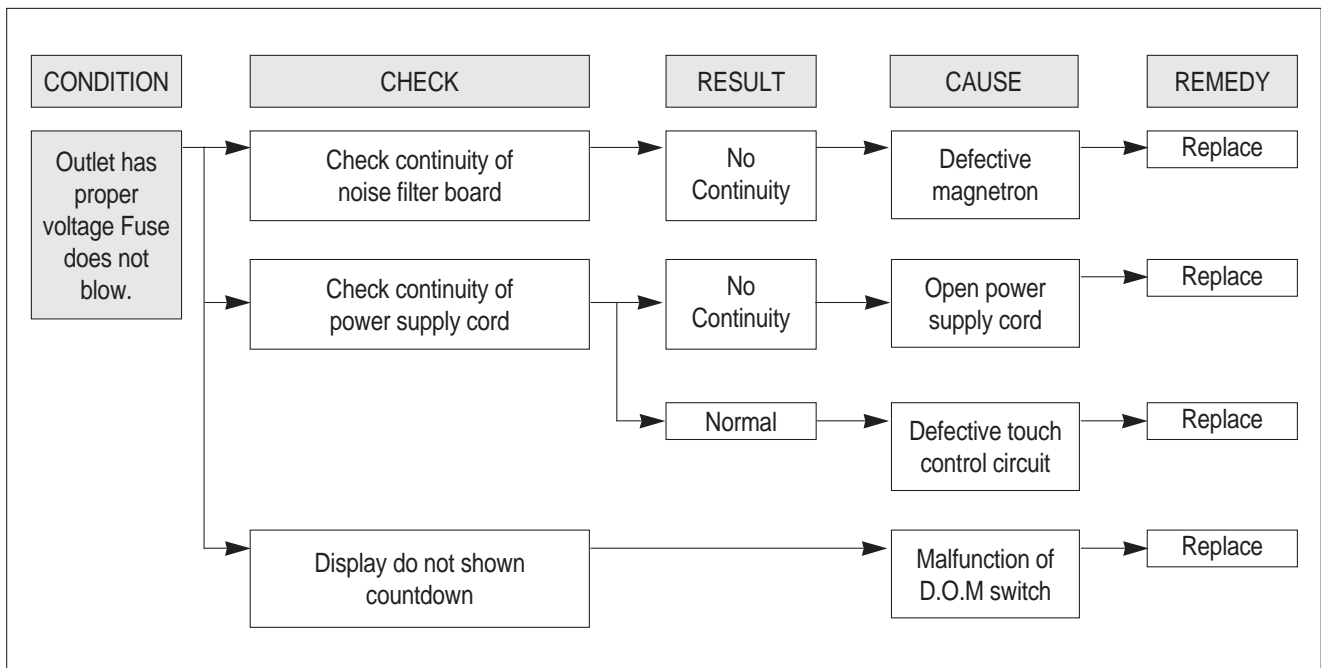 CONDITION
CHECK
RESULT
CAUSE
REMEDY
Outlet has
proper
voltage Fuse
does not
blow.
Check continuity of
noise filter board
No
Continuity
Defective
magnetron
Replace
Check continuity of
power supply cord
No
Continuity
Open power
supply cord
Replace
Normal
Defective touch
control circuit
Replace
Display do not shown
countdown
Malfunction of
D.O.M switch
Replace